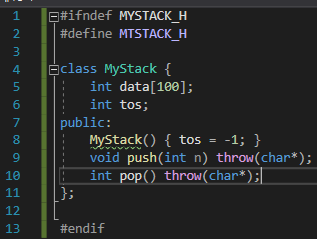 1 #ifndef MYSTACK_H
2 #define MTSTACK_H
3
4 class MyStack {
5 int data[100];
6 int tos;
7 public:
8 MyStack() { tos = -1; }
9 void push(int n) throw(char*);
10 int pop() throw(char*);
11 };
12
13 #endif